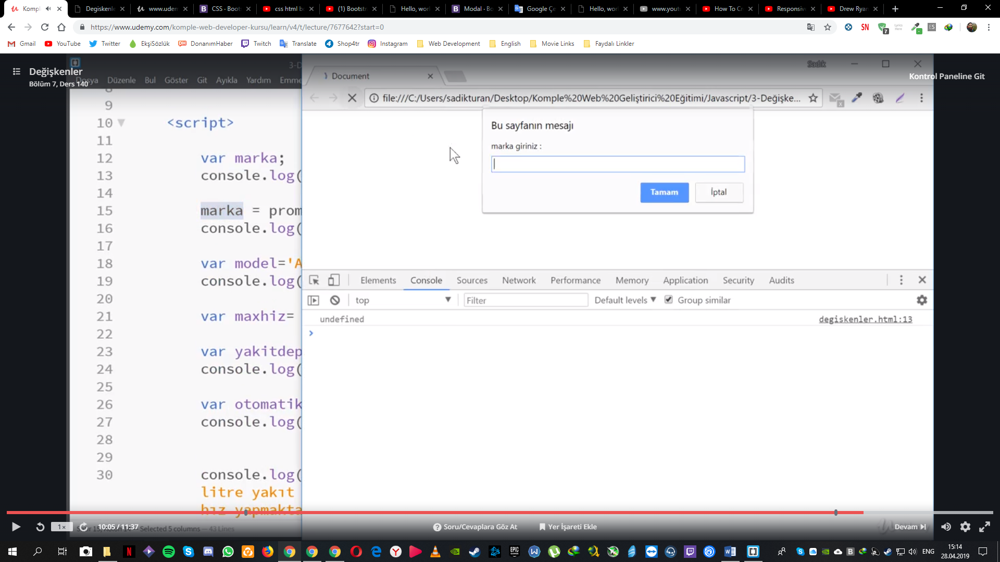 Kompl
Degiskenle
www.udem
CSS · Boot
css html bo
(1) Bootstr
Hello, worl
Modal · Bo
Google Çe
Hello, worl
www.yout
How To Cr
Responsive
Drew Ryan
https://www.udemy.com/komple-web-developer-kursu/learn/v4/t/lecture/7677642?start=0
Gmail
YouTube
Twitter
EkşiSözlük
DonanımHaber
Twitch
Translate
Shop4tr
Instagram
Web Development
English
Movie Links
Faydalı Linkler
Değişkenler
Bölüm 7, Ders 140
Kontrol Paneline Git
3-D
Dosya Düzenle Bul Göster Git Ayıkla Yardım Emme
8
9
10 <script>
11
12 var marka;
13 console.log(
14
15 marka = prom
16 console.log(
17
18 var model='A
19 console.log(
20
21 var maxhiz=
22
23 var yakitdep
24 console.log(
25
26 var otomatik
27 console.log(
28
29
30 console.log(
litre yakıt
hız yapmakta
Selected 5 columns — 43 Lines
Sadik
Document
file:///C:/Users/sadikturan/Desktop/Komple%20Web%20Geliştirici%20Eğitimi/Javascript/3-Değişke...
Bu sayfanın mesajı
marka giriniz :
Tamam
İptal
Elements Console Sources Network Performance Memory Application Security Audits
top
Filter
Default levels
Group similar
undefined
degiskenler.html:13
1×
10:05 / 11:37
Soru/Cevaplara Göz At
Yer İşareti Ekle
Devam
ENG
15:14
28.04.2019